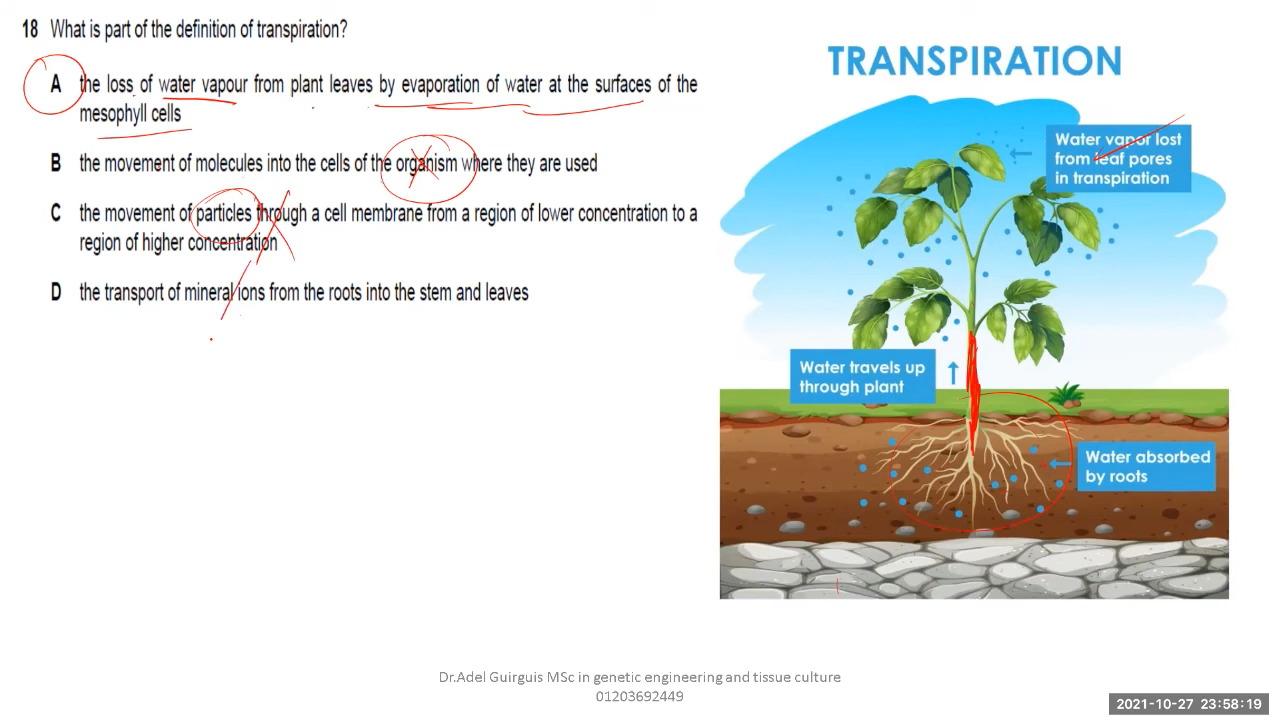 18 What is part of the definition of transpiration?
A the loss of water vapour from plant leaves by evaporation of water at the surfaces of the
mesophyll cells
B the movement of molecules into the cells of the organism where they are used
C the movement of particles through a cell membrane from a region of lower concentration to a
region of higher concentration
D the transport of mineral ions from the roots into the stem and leaves
TRANSPIRATION
Water vapor lost
from leaf pores
in transpiration
Water travels up
through plant
Water absorbed
by roots
Dr.Adel Guirguis MSc in genetic engineering and tissue culture
01203692449
2021-10-27 23:58:19